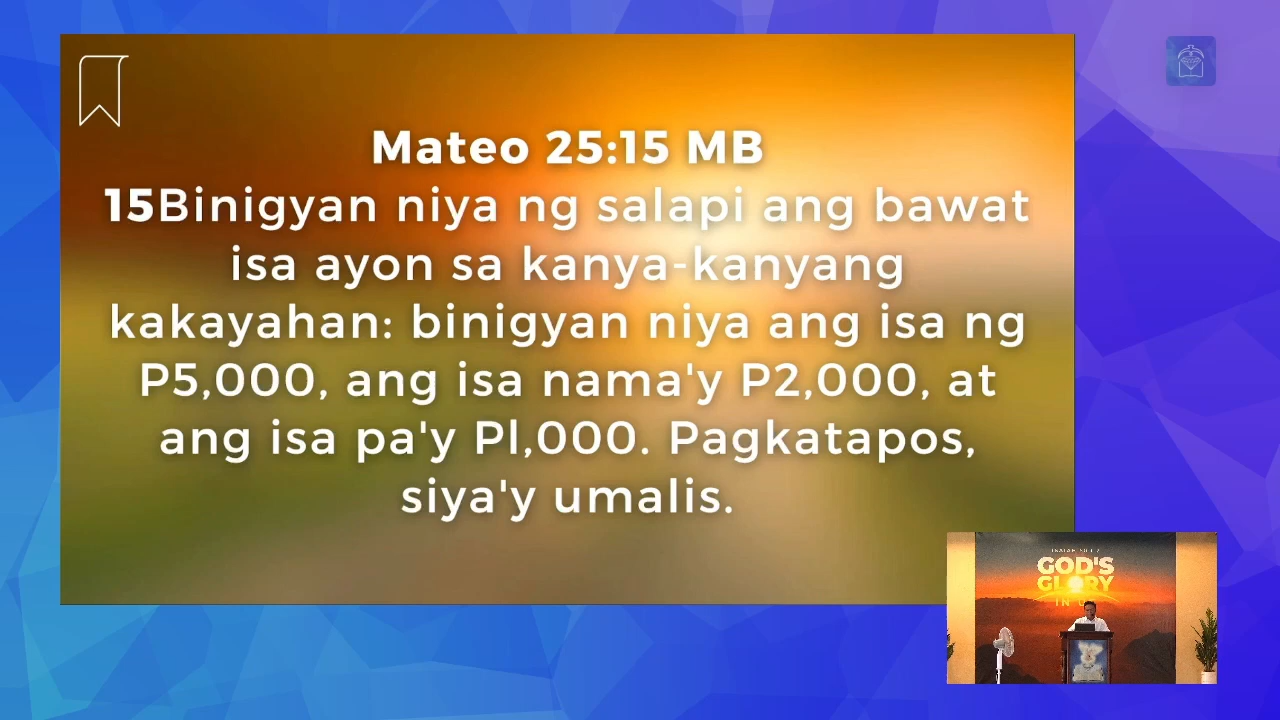 Mateo 25:15 MB
15Binigyan niya ng salapi ang bawat
isa ayon sa kanya-kanyang
kakayahan: binigyan niya ang isa ng
P5,000, ang isa nama'y P2,000, at
ang isa pa'y Pl,000. Pagkatapos,
siya'y umalis.
GOD'S
GLORY